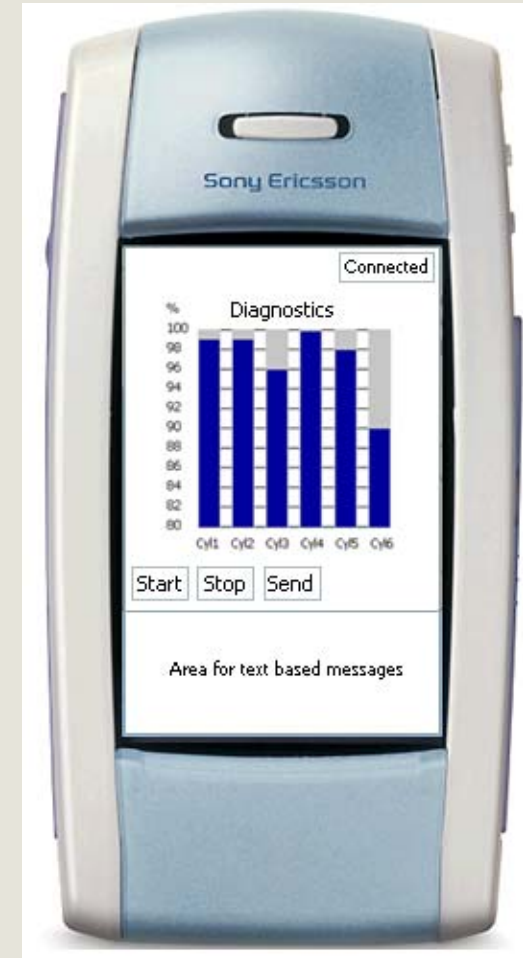 Sony Ericsson
Connected
% Diagnostics
100
98
96
94
92
90
88
86
84
82
80
Cyl1 Cyl2 Cyl3 Cyl4 Cyl5 Cyl6
Start Stop Send
Area for text based messages